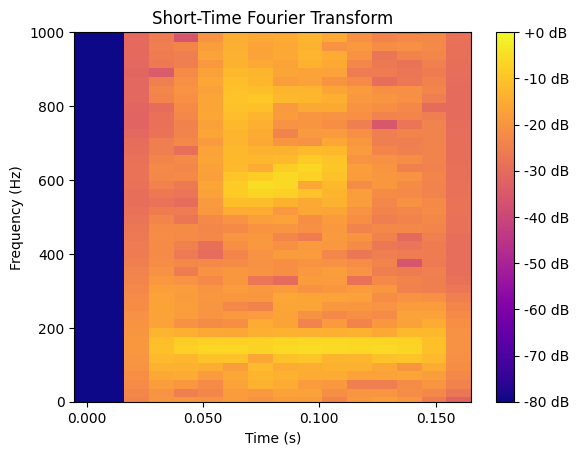 Short-Time Fourier Transform
1000
800
600
400
200
0
Frequency (Hz)
0.000
0.050
0.100
0.150
Time (s)
+0 dB
-10 dB
-20 dB
-30 dB
-40 dB
-50 dB
-60 dB
-70 dB
-80 dB